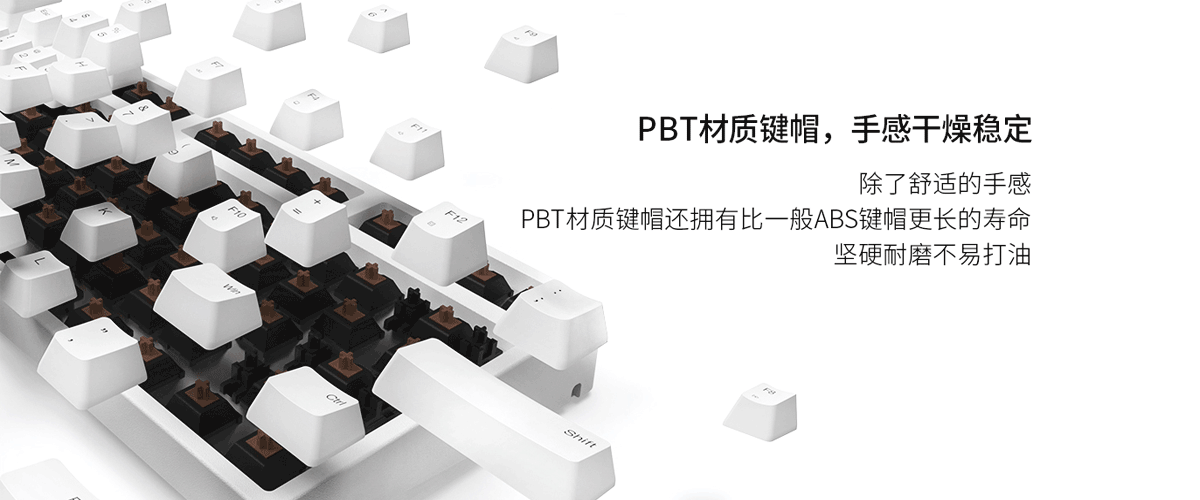 PBT材质键帽，手感干燥稳定
除了舒适的手感
PBT材质键帽还拥有比一般ABS键帽更长的寿命
坚硬耐磨不易打油
^
6
F9
F4
F11
&
7
M
K
F10
+
=
F12
L
Win
"
,
Ctrl
Shift
F8
H